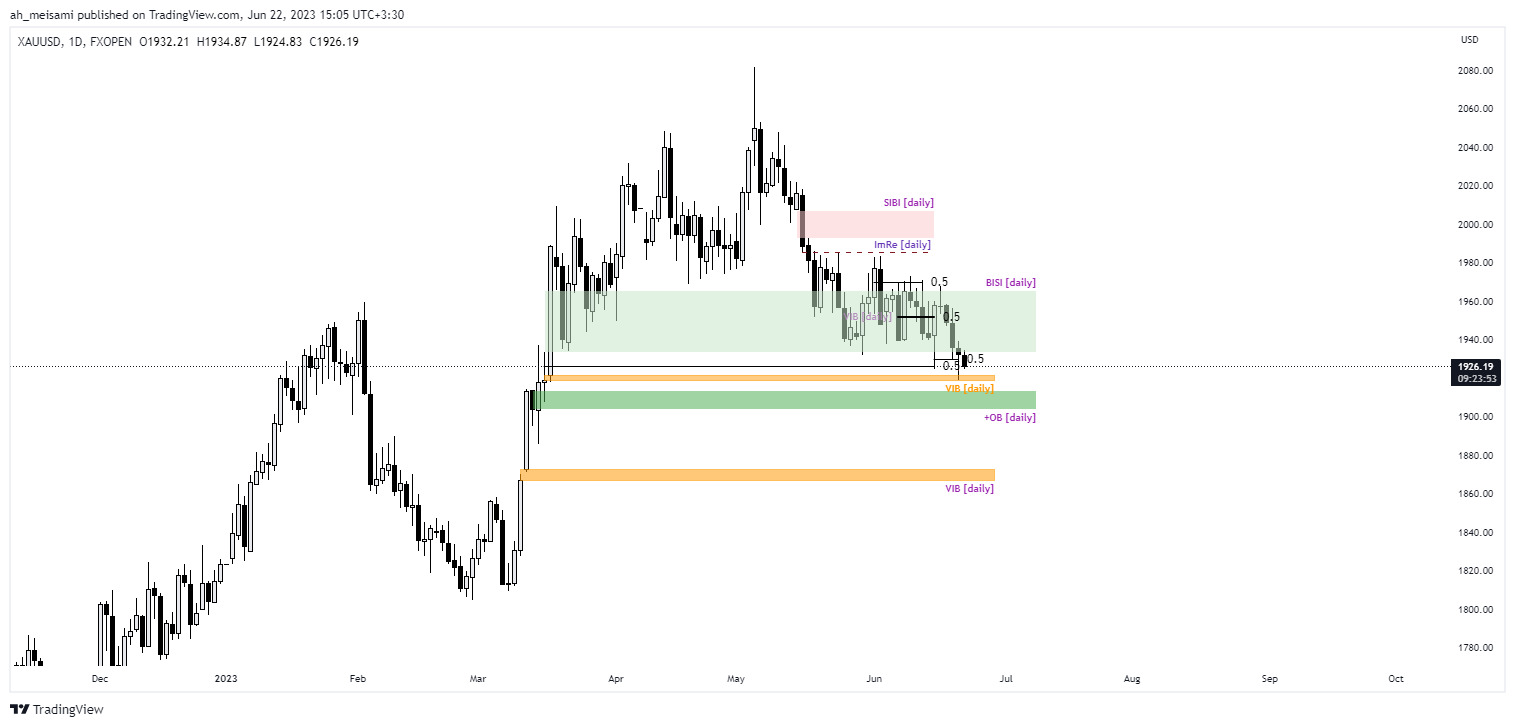 ah_meisami published on TradingView.com, Jun 22, 2023 15:05 UTC+3:30
XAUUSD, 1D, FXOPEN O1932.21 H1934.87 L1924.83 C1926.19
USD
2080.00
2060.00
2040.00
2020.00
SIBI [daily]
2000.00
ImRe [daily]
1980.00
0.5
BISI [daily]
1960.00
VIB [daily]
0.5
1940.00
0.5
0.5
1926.19
09:23:53
VIB [daily]
1900.00
+OB [daily]
1880.00
1860.00
VIB [daily]
1840.00
1820.00
1800.00
1780.00
Dec 2023 Feb Mar Apr May Jun Jul Aug Sep Oct
TradingView